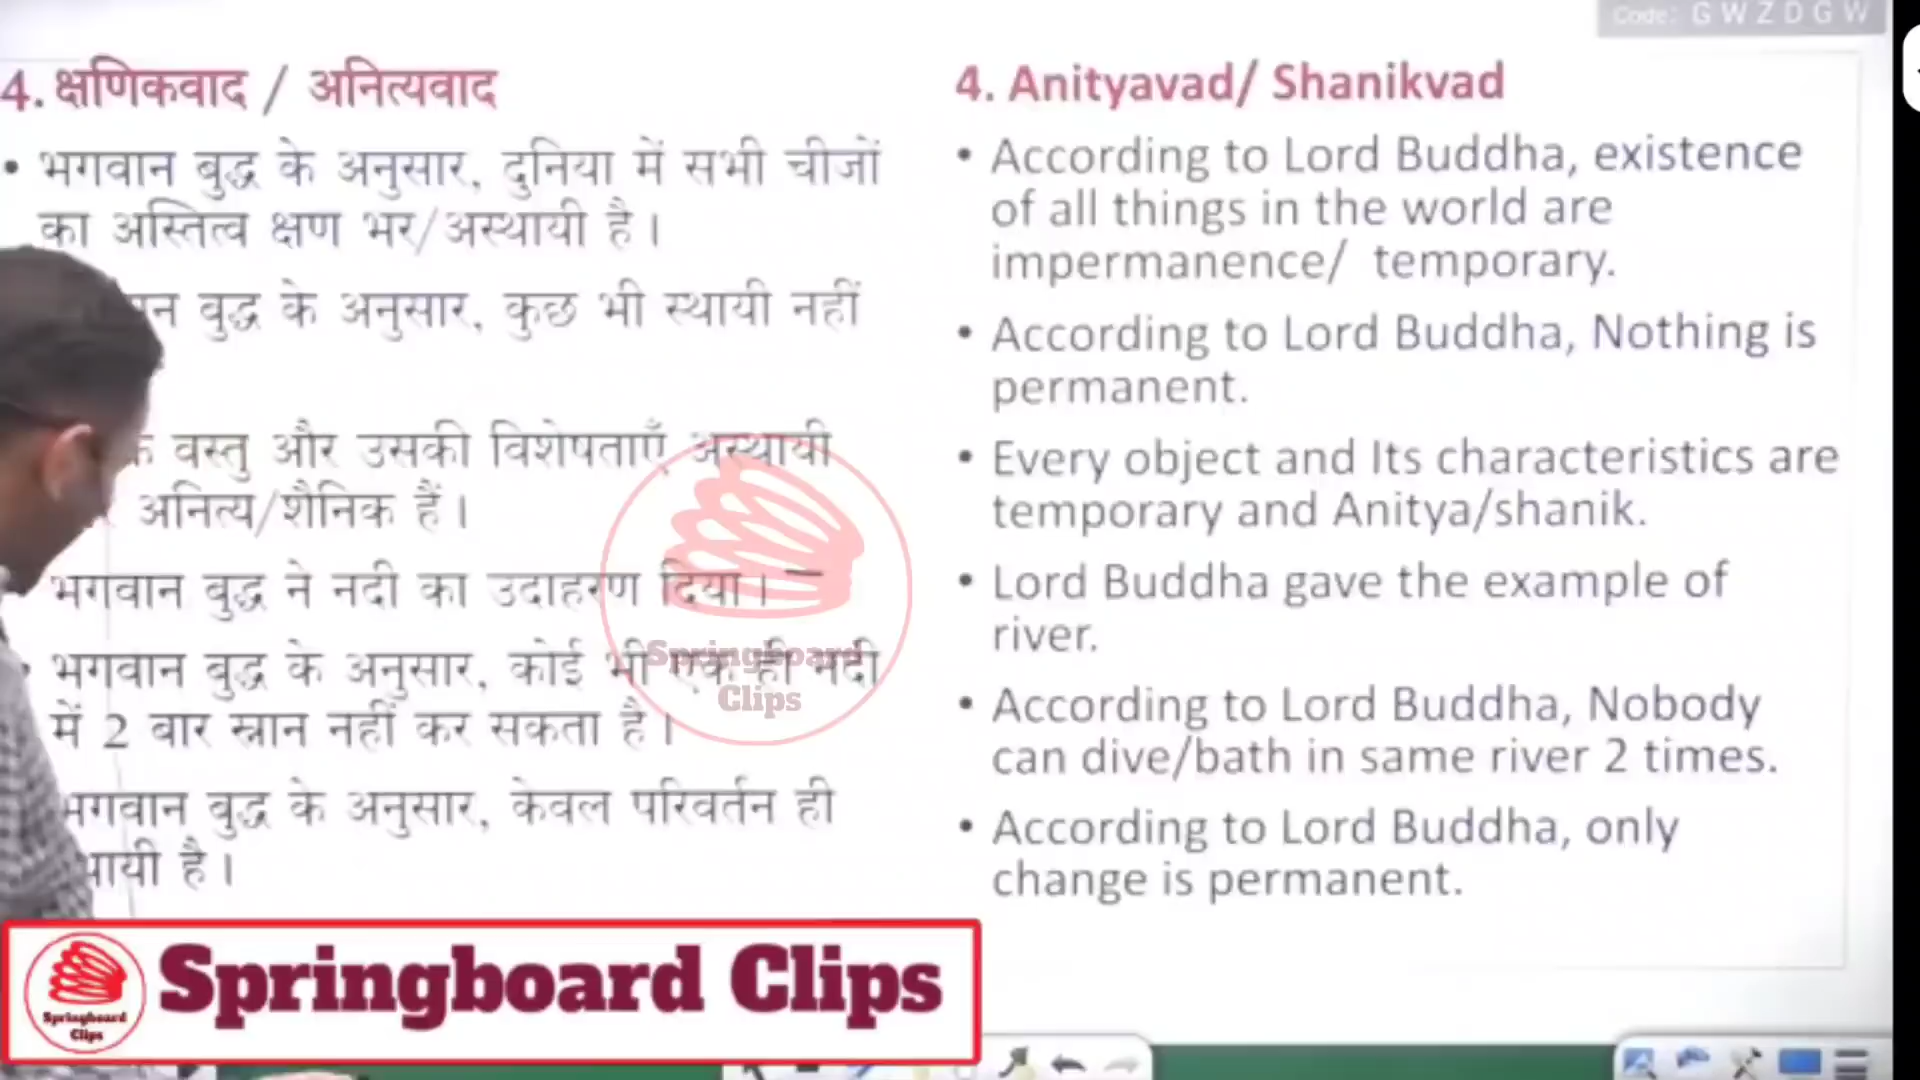 Code: G W Z D G W
4. क्षणिकवाद / अनित्यवाद
• भगवान बुद्ध के अनुसार, दुनिया में सभी चीजों
का अस्तित्व क्षण भर/अस्थायी है।
बुद्ध के अनुसार, कुछ भी स्थायी नहीं
वस्तु और उसकी विशेषताएँ अस्थायी
अनित्य/शैनिक हैं।
भगवान बुद्ध ने नदी का उदाहरण दिया।
• भगवान बुद्ध के अनुसार, कोई भी एक ही नदी
में 2 बार स्नान नहीं कर सकता है।
भगवान बुद्ध के अनुसार, केवल परिवर्तन ही
है।
4. Anityavad/ Shanikvad
• According to Lord Buddha, existence
of all things in the world are
impermanence/ temporary.
• According to Lord Buddha, Nothing is
permanent.
• Every object and Its characteristics are
temporary and Anitya/shanik.
• Lord Buddha gave the example of
river.
• According to Lord Buddha, Nobody
can dive/bath in same river 2 times.
• According to Lord Buddha, only
change is permanent.
Springboard
Clips
Springboard
Clips
Springboard Clips